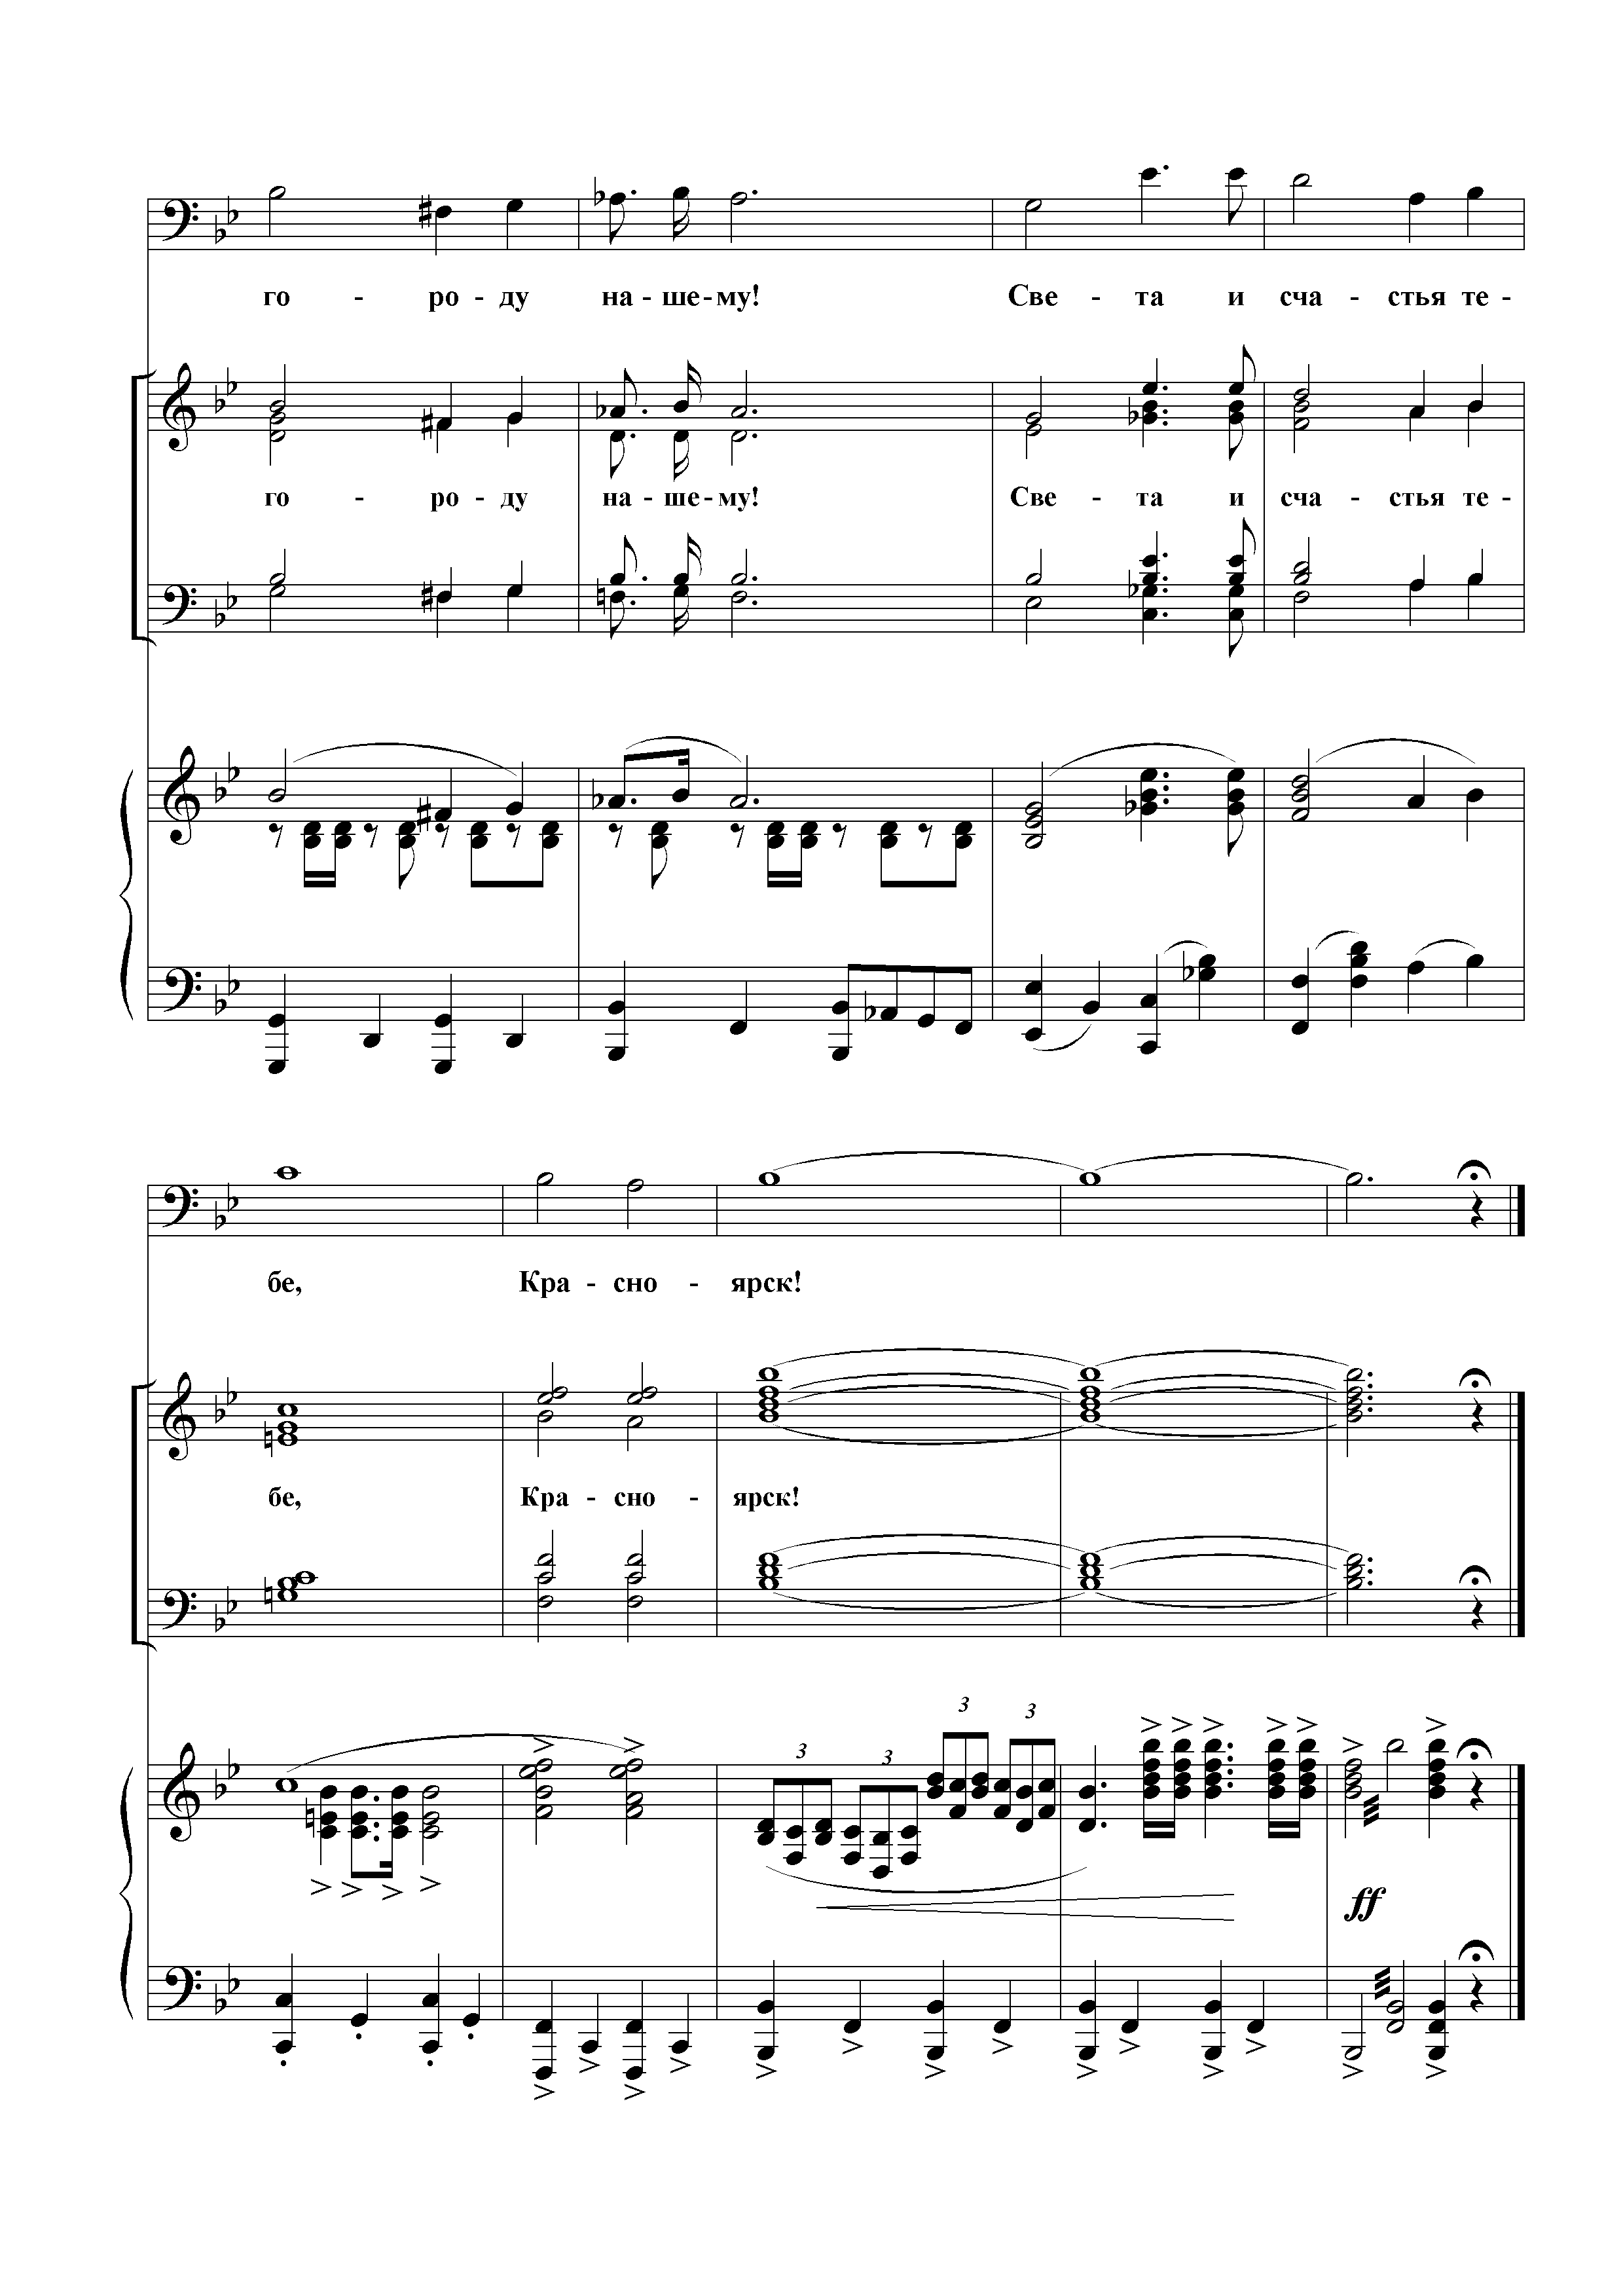 го - ро - ду на - ше - му! Све - та и сча - стья те -
го - ро - ду на - ше - му! Све - та и сча - стья те -
бе, Кра - сно - ярск!
бе, Кра - сно - ярск!
3 3
3 3
ff